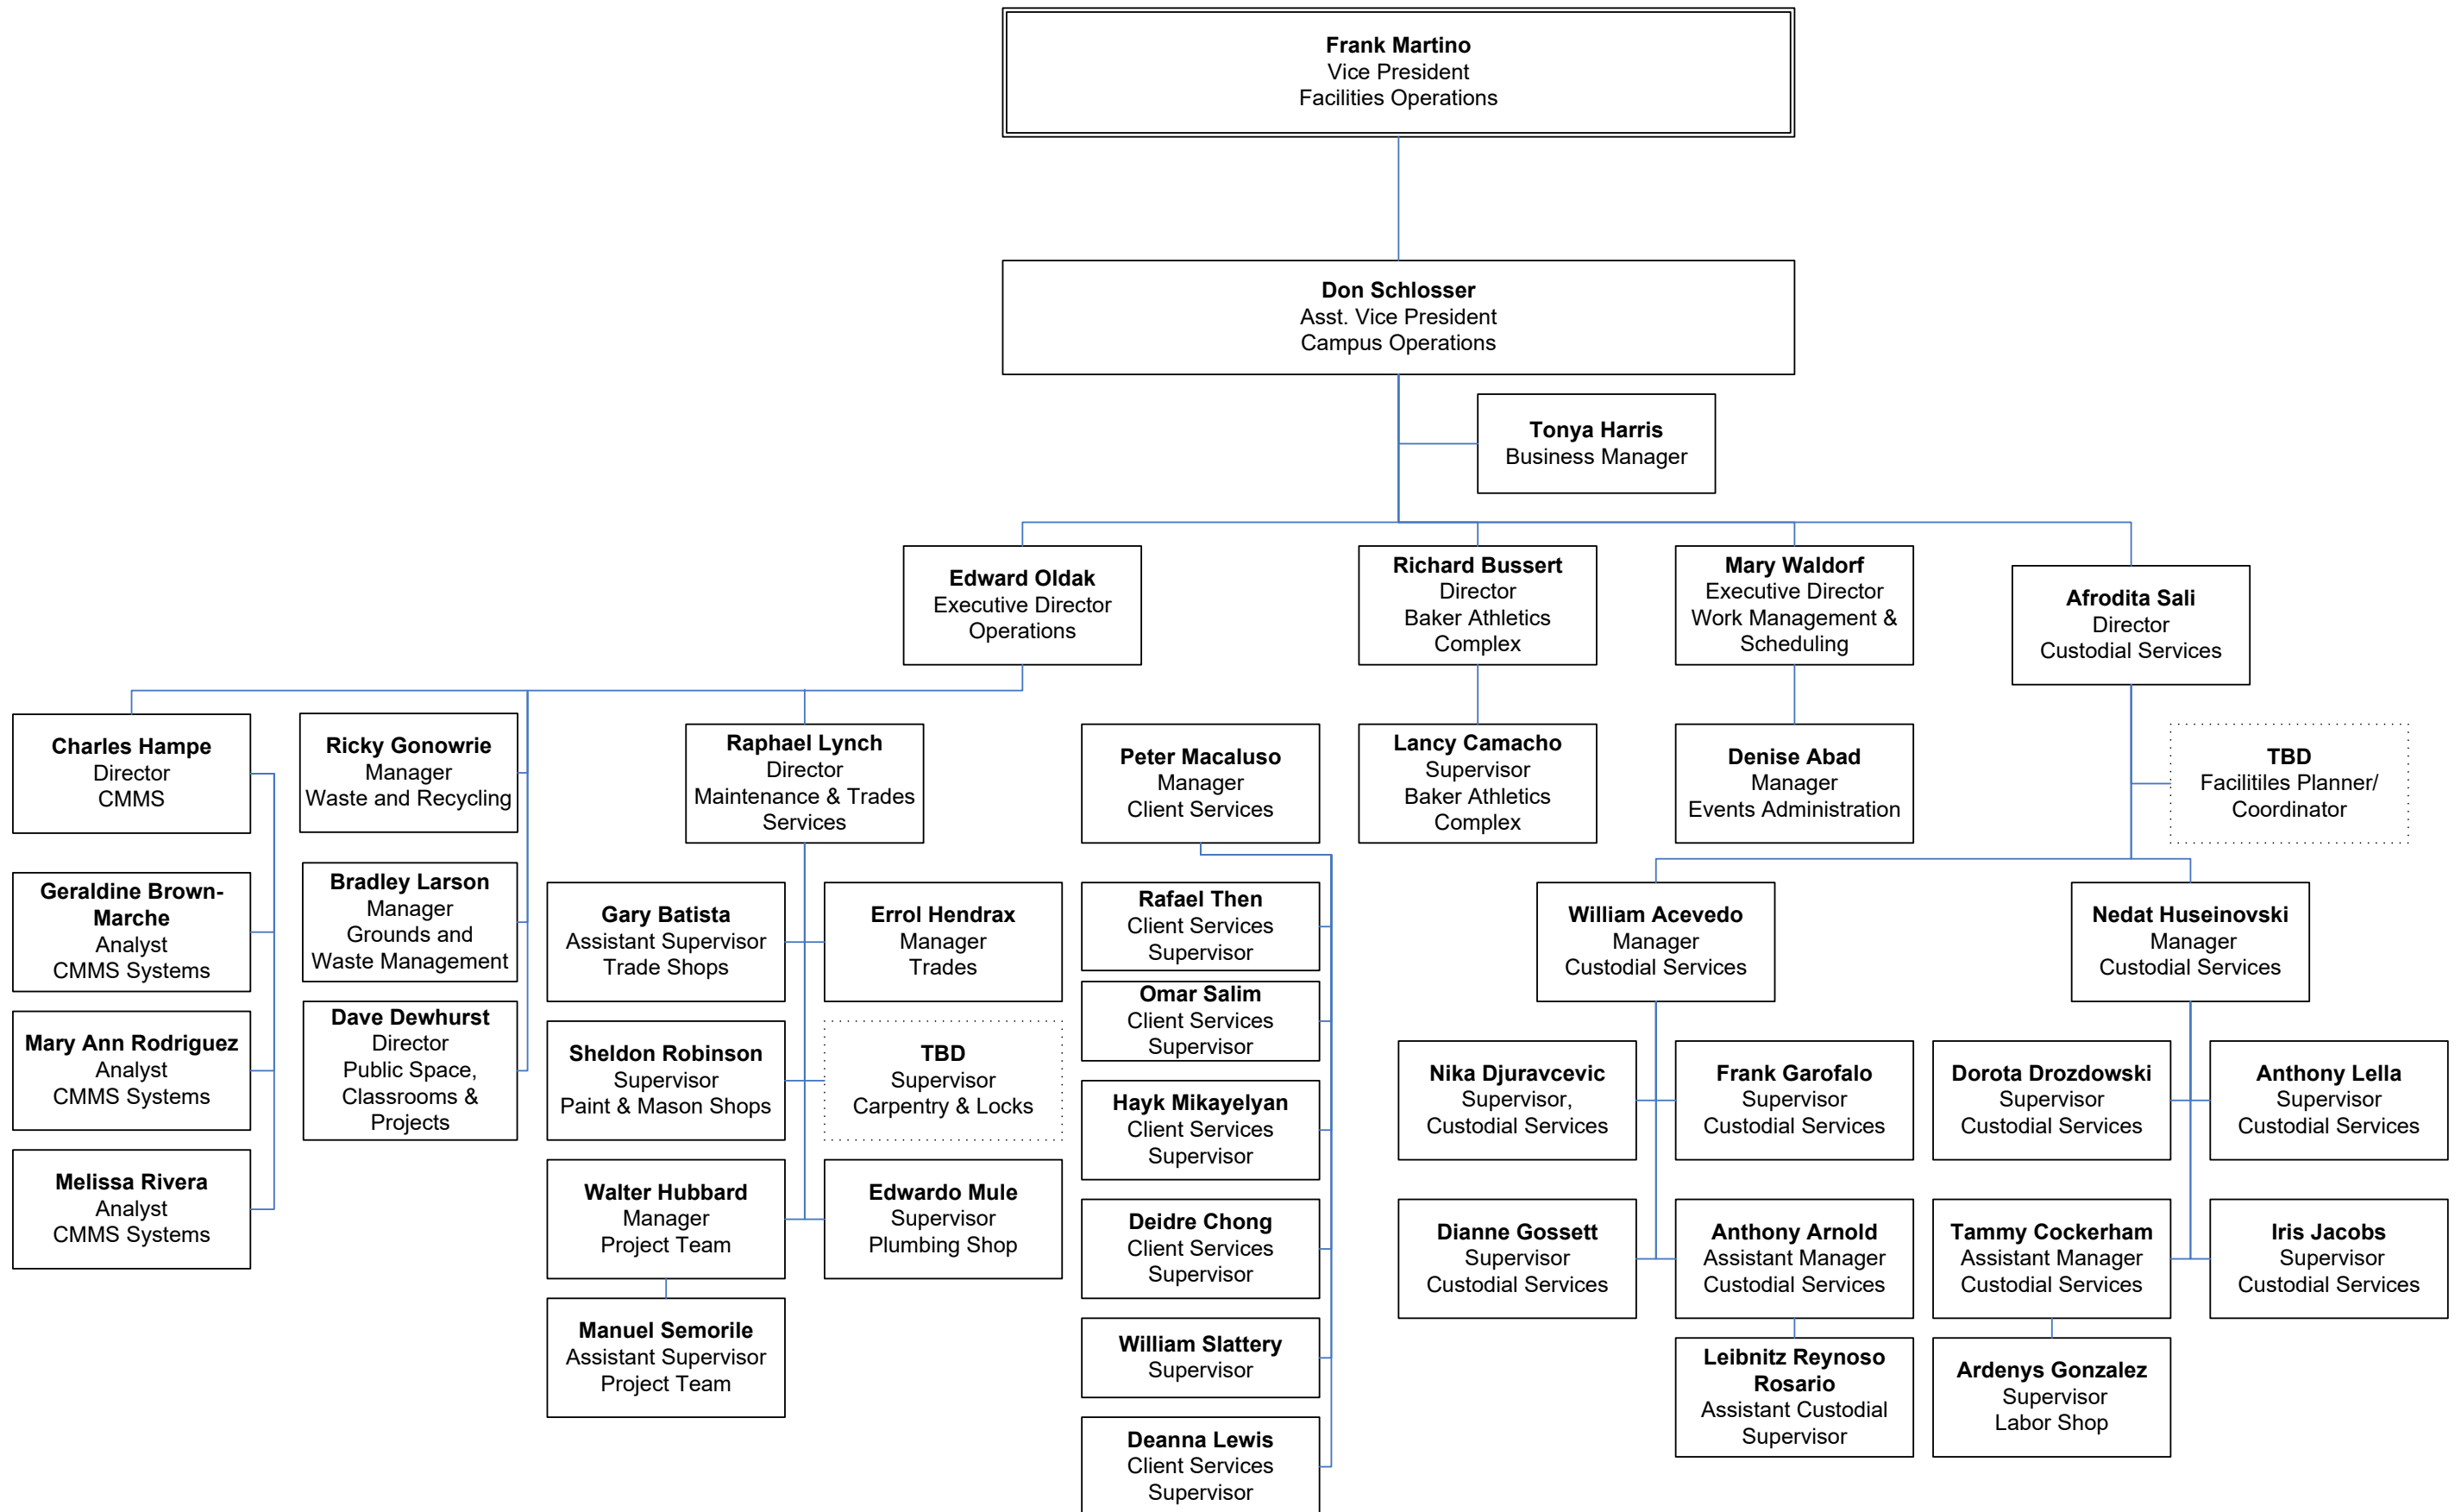 Frank Martino
Vice President
Facilities Operations
Don Schlosser
Asst. Vice President
Campus Operations
Tonya Harris
Business Manager
Edward Oldak
Executive Director
Operations
Richard Bussert
Director
Baker Athletics
Complex
Mary Waldorf
Executive Director
Work Management &
Scheduling
Afrodita Sali
Director
Custodial Services
Charles Hampe
Director
CMMS
Ricky Gonowrie
Manager
Waste and Recycling
Raphael Lynch
Director
Maintenance & Trades
Services
Peter Macaluso
Manager
Client Services
Lancy Camacho
Supervisor
Baker Athletics
Complex
Denise Abad
Manager
Events Administration
TBD
Facilitiles Planner/
Coordinator
Geraldine Brown-
Marche
Analyst
CMMS Systems
Bradley Larson
Manager
Grounds and
Waste Management
Gary Batista
Assistant Supervisor
Trade Shops
Errol Hendrax
Manager
Trades
Rafael Then
Client Services
Supervisor
William Acevedo
Manager
Custodial Services
Nedat Huseinovski
Manager
Custodial Services
Omar Salim
Client Services
Supervisor
Mary Ann Rodriguez
Analyst
CMMS Systems
Dave Dewhurst
Director
Public Space,
Classrooms &
Projects
Sheldon Robinson
Supervisor
Paint & Mason Shops
TBD
Supervisor
Carpentry & Locks
Hayk Mikayelyan
Client Services
Supervisor
Nika Djuravcevic
Supervisor,
Custodial Services
Frank Garofalo
Supervisor
Custodial Services
Dorota Drozdowski
Supervisor
Custodial Services
Anthony Lella
Supervisor
Custodial Services
Melissa Rivera
Analyst
CMMS Systems
Walter Hubbard
Manager
Project Team
Edwardo Mule
Supervisor
Plumbing Shop
Deidre Chong
Client Services
Supervisor
Dianne Gossett
Supervisor
Custodial Services
Anthony Arnold
Assistant Manager
Custodial Services
Tammy Cockerham
Assistant Manager
Custodial Services
Iris Jacobs
Supervisor
Custodial Services
Manuel Semorile
Assistant Supervisor
Project Team
William Slattery
Supervisor
Leibnitz Reynoso
Rosario
Assistant Custodial
Supervisor
Ardenys Gonzalez
Supervisor
Labor Shop
Deanna Lewis
Client Services
Supervisor